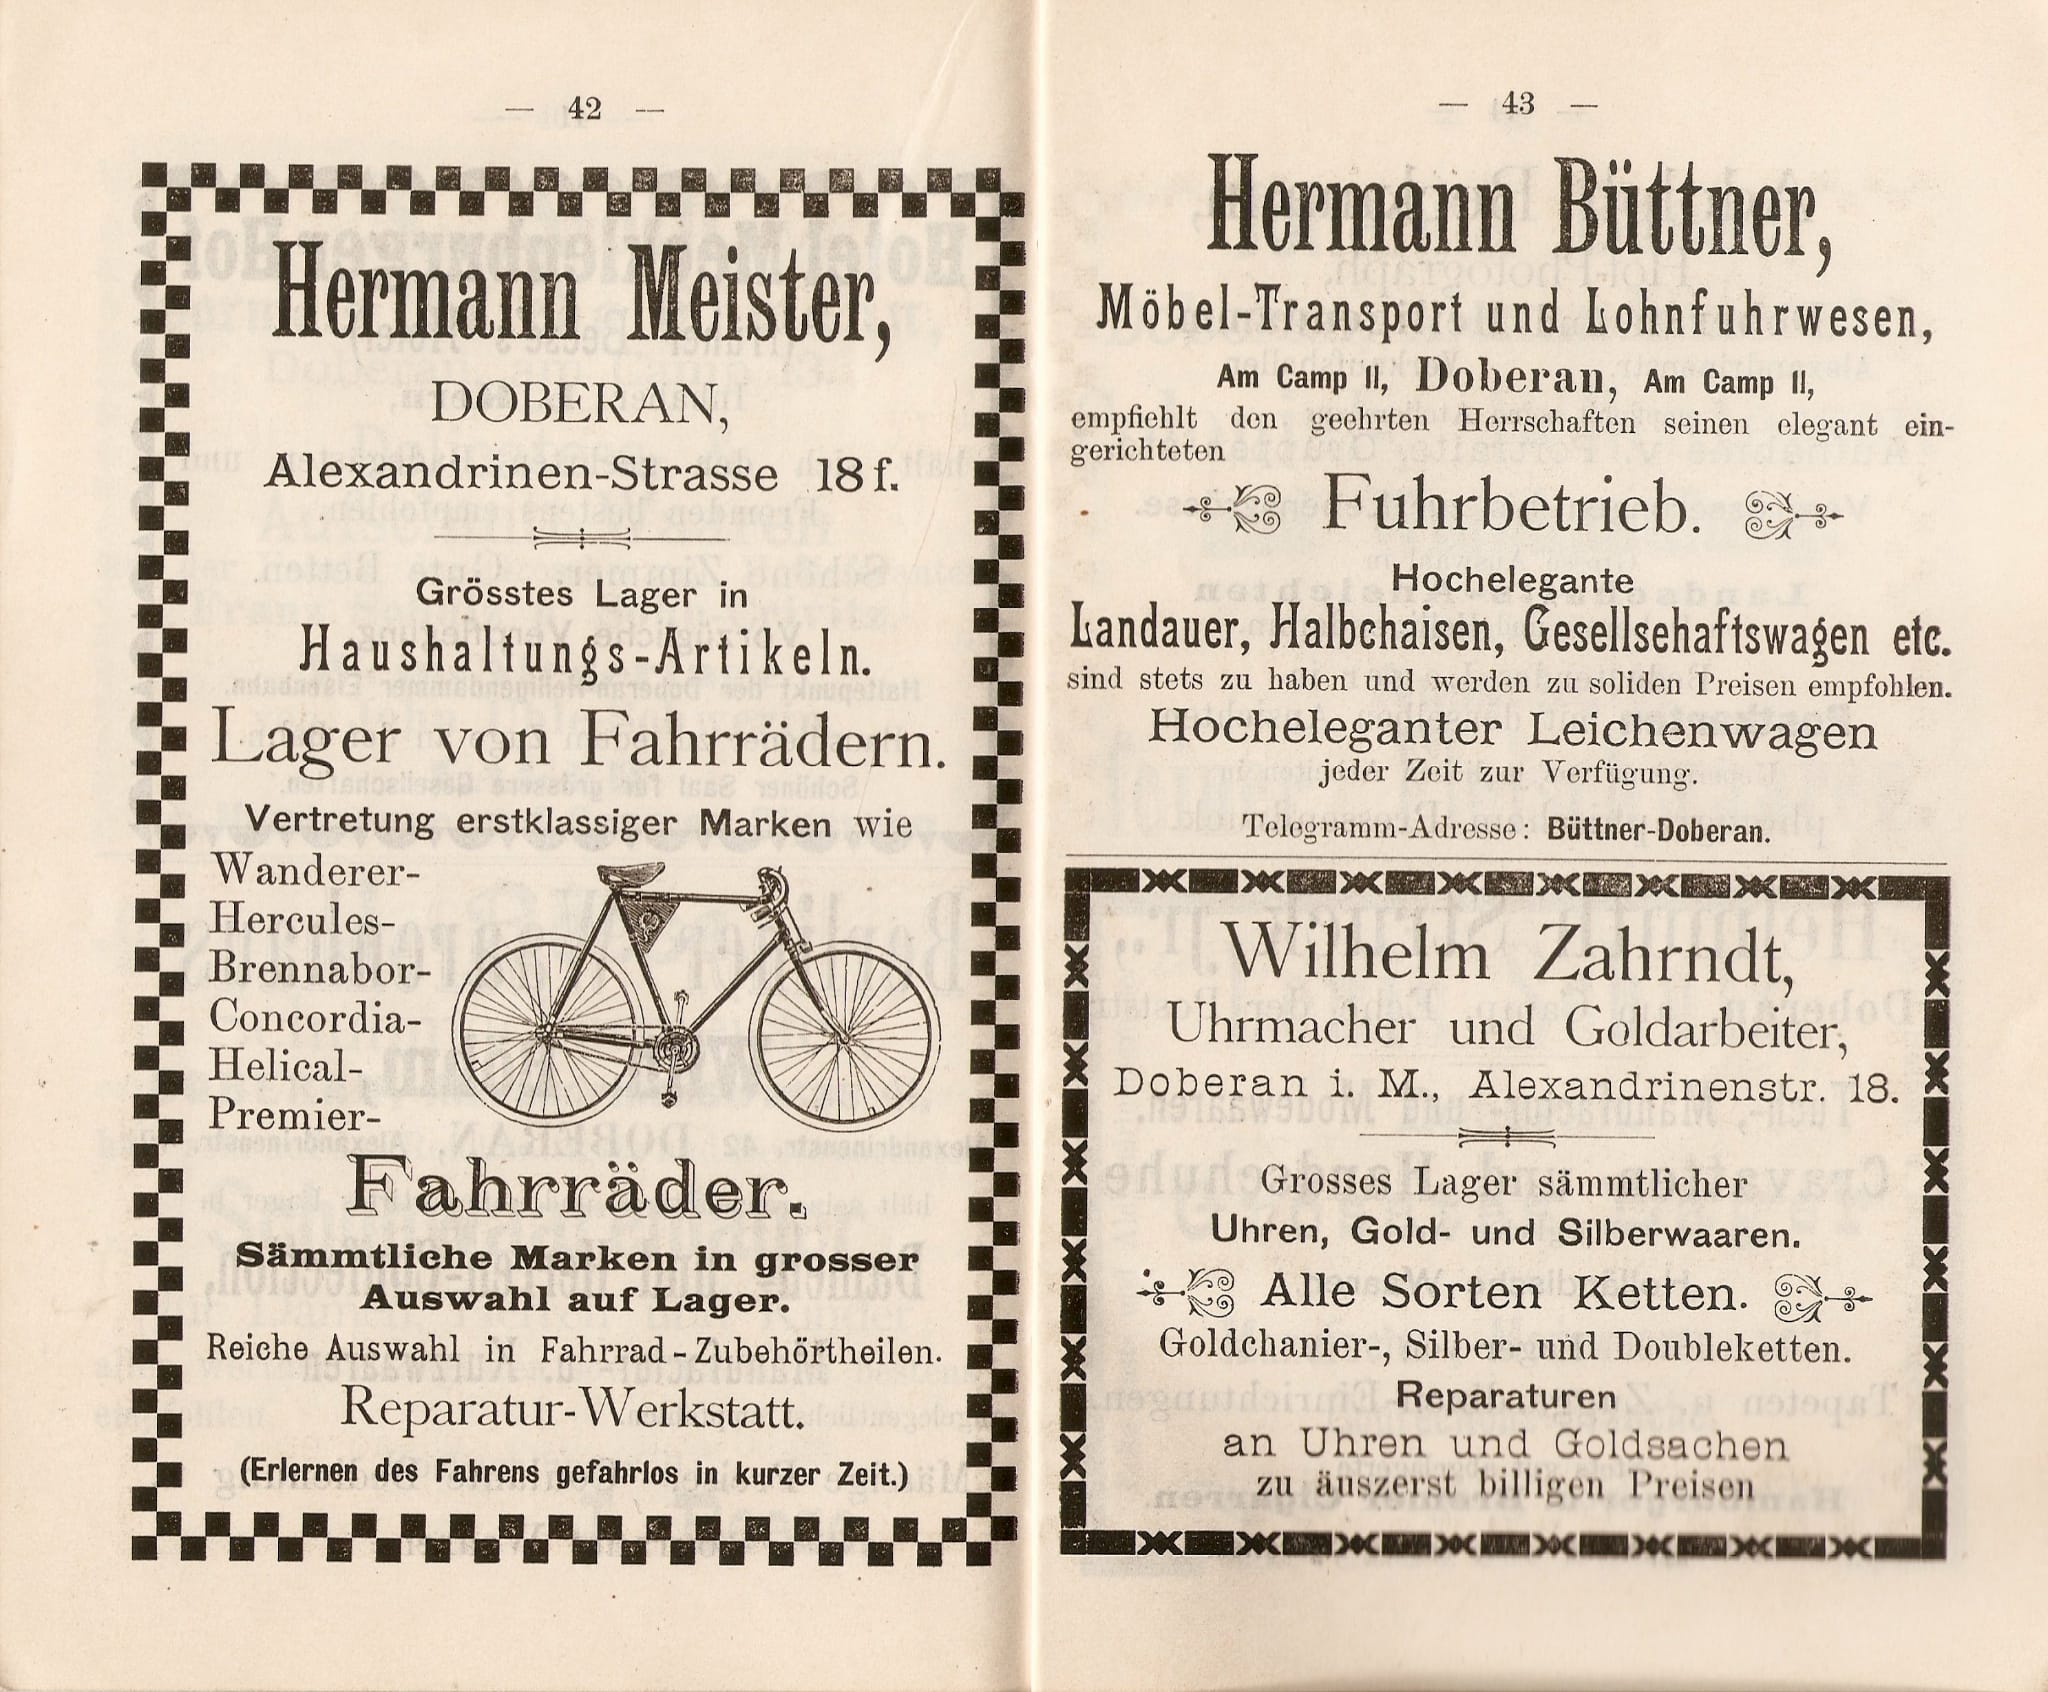 — 42 —
Hermann Meister,
DOBERAN,
Alexandrinen-Strasse 18 f.
Grösstes Lager in
Haushaltungs-Artikeln.
Lager von Fahrrädern.
Vertretung erstklassiger Marken wie
Wanderer-
Hercules-
Brennabor-
Concordia-
Helical-
Premier-
Fahrräder.
Sämmtliche Marken in grosser
Auswahl auf Lager.
Reiche Auswahl in Fahrrad-Zubehörtheilen.
Reparatur-Werkstatt.
(Erlernen des Fahrens gefahrlos in kurzer Zeit.)
— 43 —
Hermann Büttner,
Möbel-Transport und Lohnfuhrwesen,
Am Camp II, Doberan, Am Camp II,
empfiehlt den geehrten Herrschaften seinen elegant ein-
gerichteten
Fuhrbetrieb.
Hochelegante
Landauer, Halbchaisen, Gesellsehaftswagen etc.
sind stets zu haben und werden zu soliden Preisen empfohlen.
Hocheleganter Leichenwagen
jeder Zeit zur Verfügung.
Telegramm-Adresse: Büttner-Doberan.
Wilhelm Zahrndt,
Uhrmacher und Goldarbeiter,
Doberan i. M., Alexandrinenstr. 18.
Grosses Lager sämmtlicher
Uhren, Gold- und Silberwaaren.
Alle Sorten Ketten.
Goldchanier-, Silber- und Doubleketten.
Reparaturen
an Uhren und Goldsachen
zu äuszerst billigen Preisen